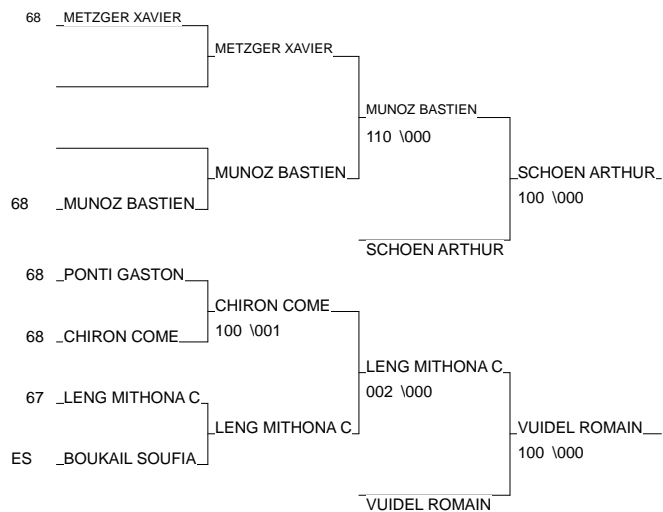 68 METZGER XAVIER
METZGER XAVIER
MUNOZ BASTIEN
110 \000
MUNOZ BASTIEN
SCHOEN ARTHUR
100 \000
68 MUNOZ BASTIEN
SCHOEN ARTHUR
68 PONTI GASTON
CHIRON COME
100 \001
68 CHIRON COME
LENG MITHONA C
002 \000
67 LENG MITHONA C
LENG MITHONA C
VUIDEL ROMAIN
100 \000
ES BOUKAIL SOUFIA
VUIDEL ROMAIN